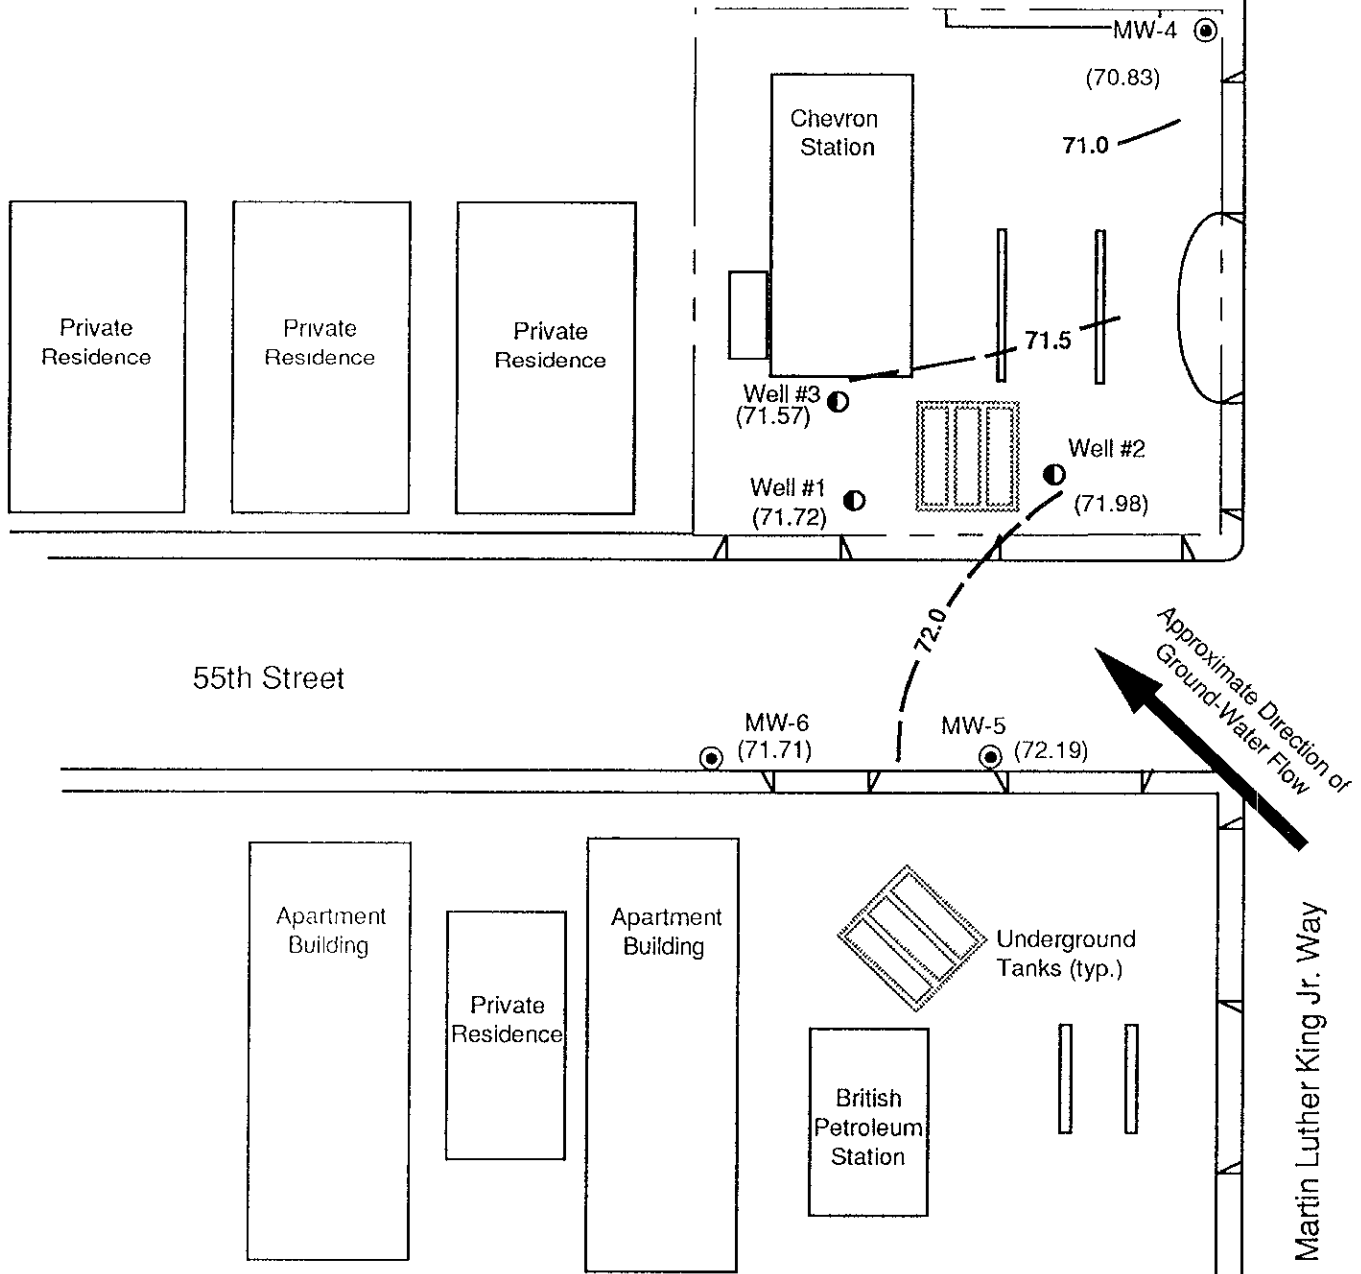 MW-4
(70.83)
Chevron
Station
71.0
Private
Residence
Private
Residence
Private
Residence
71.5
Well #3
(71.57)
Well #2
(71.98)
Well #1
(71.72)
72.0
55th Street
Approximate Direction of
Ground-Water Flow
MW-6
(71.71)
MW-5
(72.19)
Apartment
Building
Private
Residence
Apartment
Building
Underground
Tanks (typ.)
British
Petroleum
Station
Martin Luther King Jr. Way